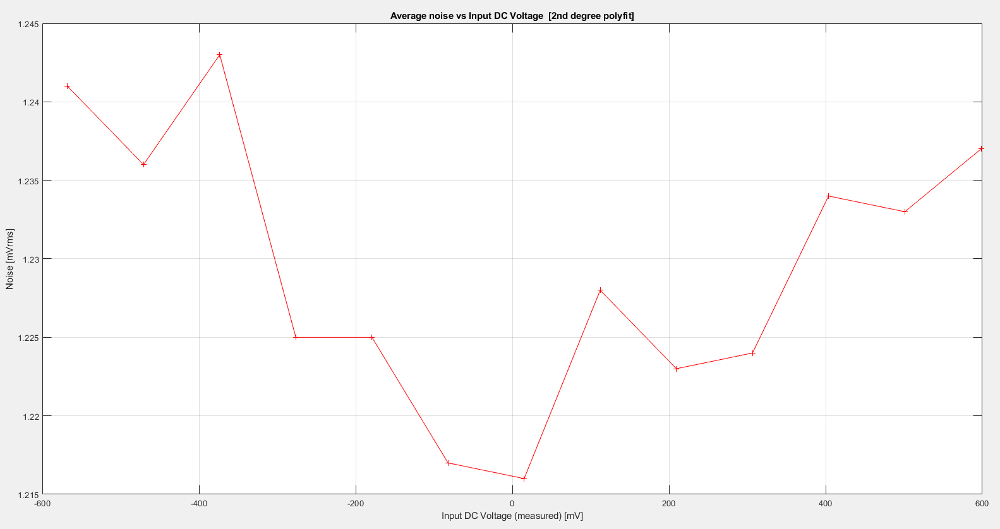 Average noise vs Input DC Voltage  [2nd degree polyfit]
1.245
1.24
1.235
1.23
1.225
1.22
1.215
Noise [mVrms]
-600 -400 -200 0 200 400 600
Input DC Voltage (measured) [mV]